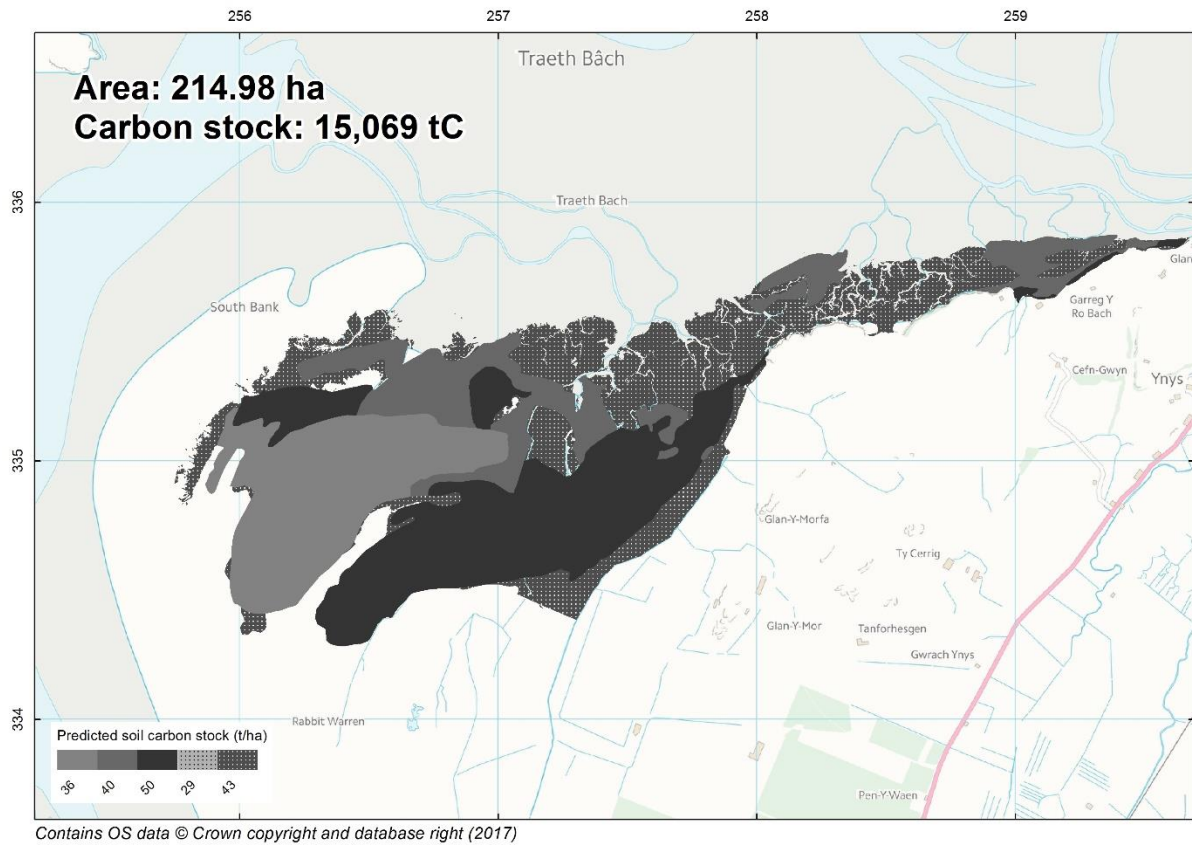 256
257
258
259
Traeth Bâch
Area: 214.98 ha
Carbon stock: 15,069 tC
336
Traeth Bach
Glan
South Bank
Garreg Y
Ro Bach
Cefn-Gwyn
Ynys
335
Glan-Y-Morfa
Ty Cerrig
Glan-Y-Mor
Tanforhesgen
Gwrach Ynys
334
Rabbit Warren
Predicted soil carbon stock (t/ha)
36
40
50
29
43
Pen-Y-Waen
Contains OS data © Crown copyright and database right (2017)